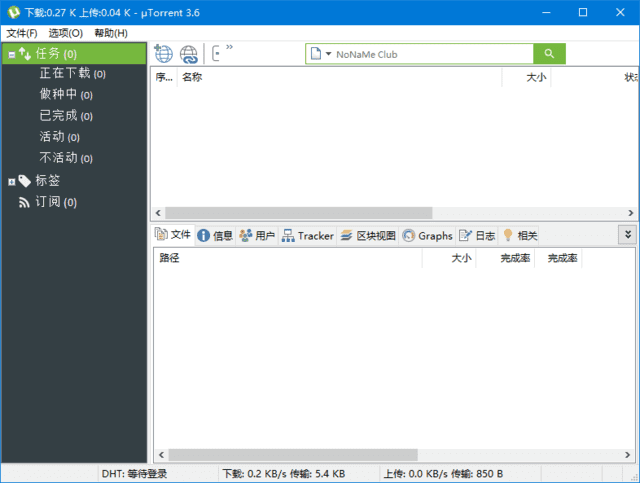 下载:0.27 K 上传:0.04 K - µTorrent 3.6
文件(F) 选项(O) 帮助(H)
任务 (0)
正在下载 (0)
做种中 (0)
已完成 (0)
活动 (0)
不活动 (0)
标签
订阅 (0)
NoNaMe Club
序... 名称 大小 状态
文件 信息 用户 Tracker 区块视图 Graphs 日志 相关
路径 大小 完成率 完成率
DHT: 等待登录 下载: 0.2 KB/s 传输: 5.4 KB 上传: 0.0 KB/s 传输: 850 B